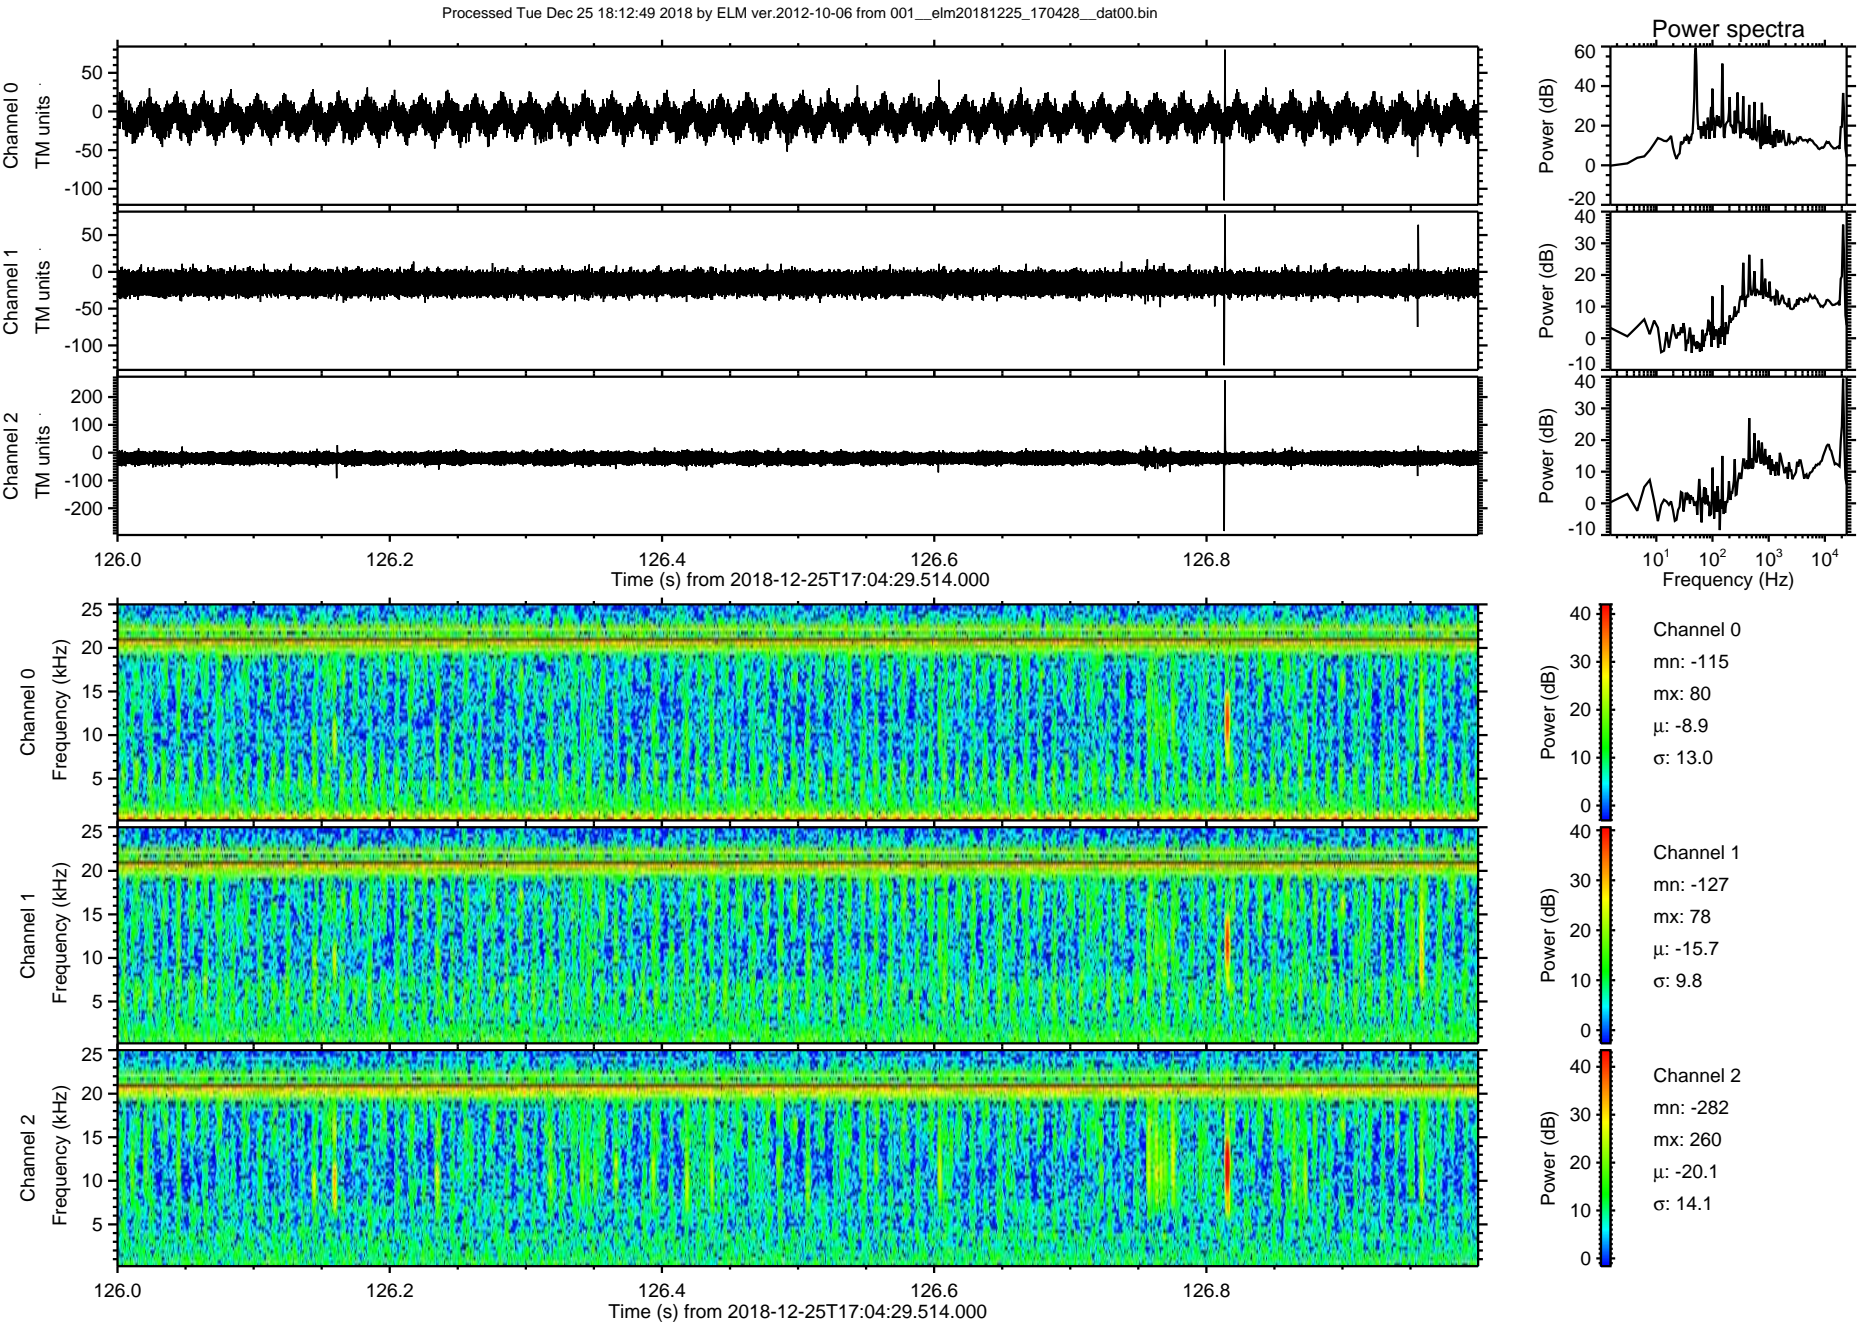 Processed Tue Dec 25 18:12:49 2018 by ELM ver.2012-10-06 from 001__elm20181225_170428__dat00.bin
Power spectra
Channel 0
TM units
50
0
-50
-100
Power (dB)
60
40
20
0
-20
Channel 1
TM units
50
0
-50
-100
Power (dB)
40
30
20
10
0
-10
Channel 2
TM units
200
100
0
-100
-200
Power (dB)
40
30
20
10
0
-10
126.0 126.2 126.4 126.6 126.8
Time (s) from 2018-12-25T17:04:29.514.000
10¹ 10² 10³ 10⁴
Frequency (Hz)
Channel 0
Frequency (kHz)
25
20
15
10
5
Power (dB)
40
30
20
10
0
Channel 0
mn: -115
mx: 80
μ: -8.9
σ: 13.0
Channel 1
Frequency (kHz)
25
20
15
10
5
Power (dB)
40
30
20
10
0
Channel 1
mn: -127
mx: 78
μ: -15.7
σ: 9.8
Channel 2
Frequency (kHz)
25
20
15
10
5
Power (dB)
40
30
20
10
0
Channel 2
mn: -282
mx: 260
μ: -20.1
σ: 14.1
126.0 126.2 126.4 126.6 126.8
Time (s) from 2018-12-25T17:04:29.514.000